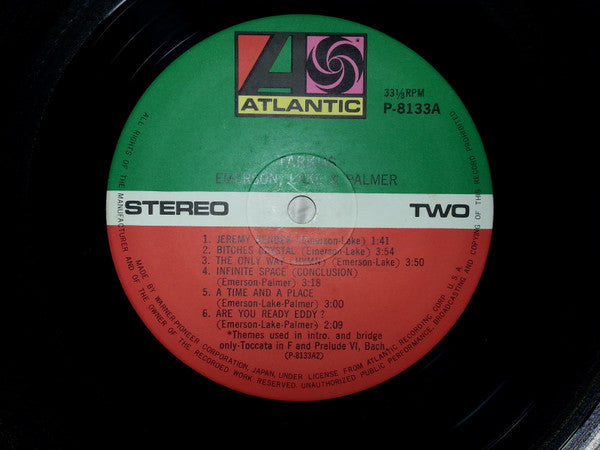 ATLANTIC
33⅓RPM
P-8133A
TARKUS
EMERSON, LAKE & PALMER
STEREO
TWO
1. JEREMY BENDER (Emerson-Lake) 1:41
2. BITCHES CRYSTAL (Emerson-Lake) 3:54
3. THE ONLY WAY (HYMN) (Emerson-Lake) 3:50
4. INFINITE SPACE (CONCLUSION)
(Emerson-Palmer) 3:18
5. A TIME AND A PLACE
(Emerson-Lake-Palmer) 3:00
6. ARE YOU READY EDDY?
(Emerson-Lake-Palmer) 2:09
*Themes used in intro. and bridge
only-Toccata in F and Prelude VI, Bach.
(P-8133A2)
ALL RIGHTS OF THE MANUFACTURER AND OF THE OWNER OF THE RECORDED WORK RESERVED. UNAUTHORIZED PUBLIC PERFORMANCE, BROADCASTING AND COPYING OF THIS RECORD PROHIBITED.
MADE BY WARNER-PIONEER CORPORATION, JAPAN, UNDER LICENSE FROM ATLANTIC RECORDING CORP. U.S.A.